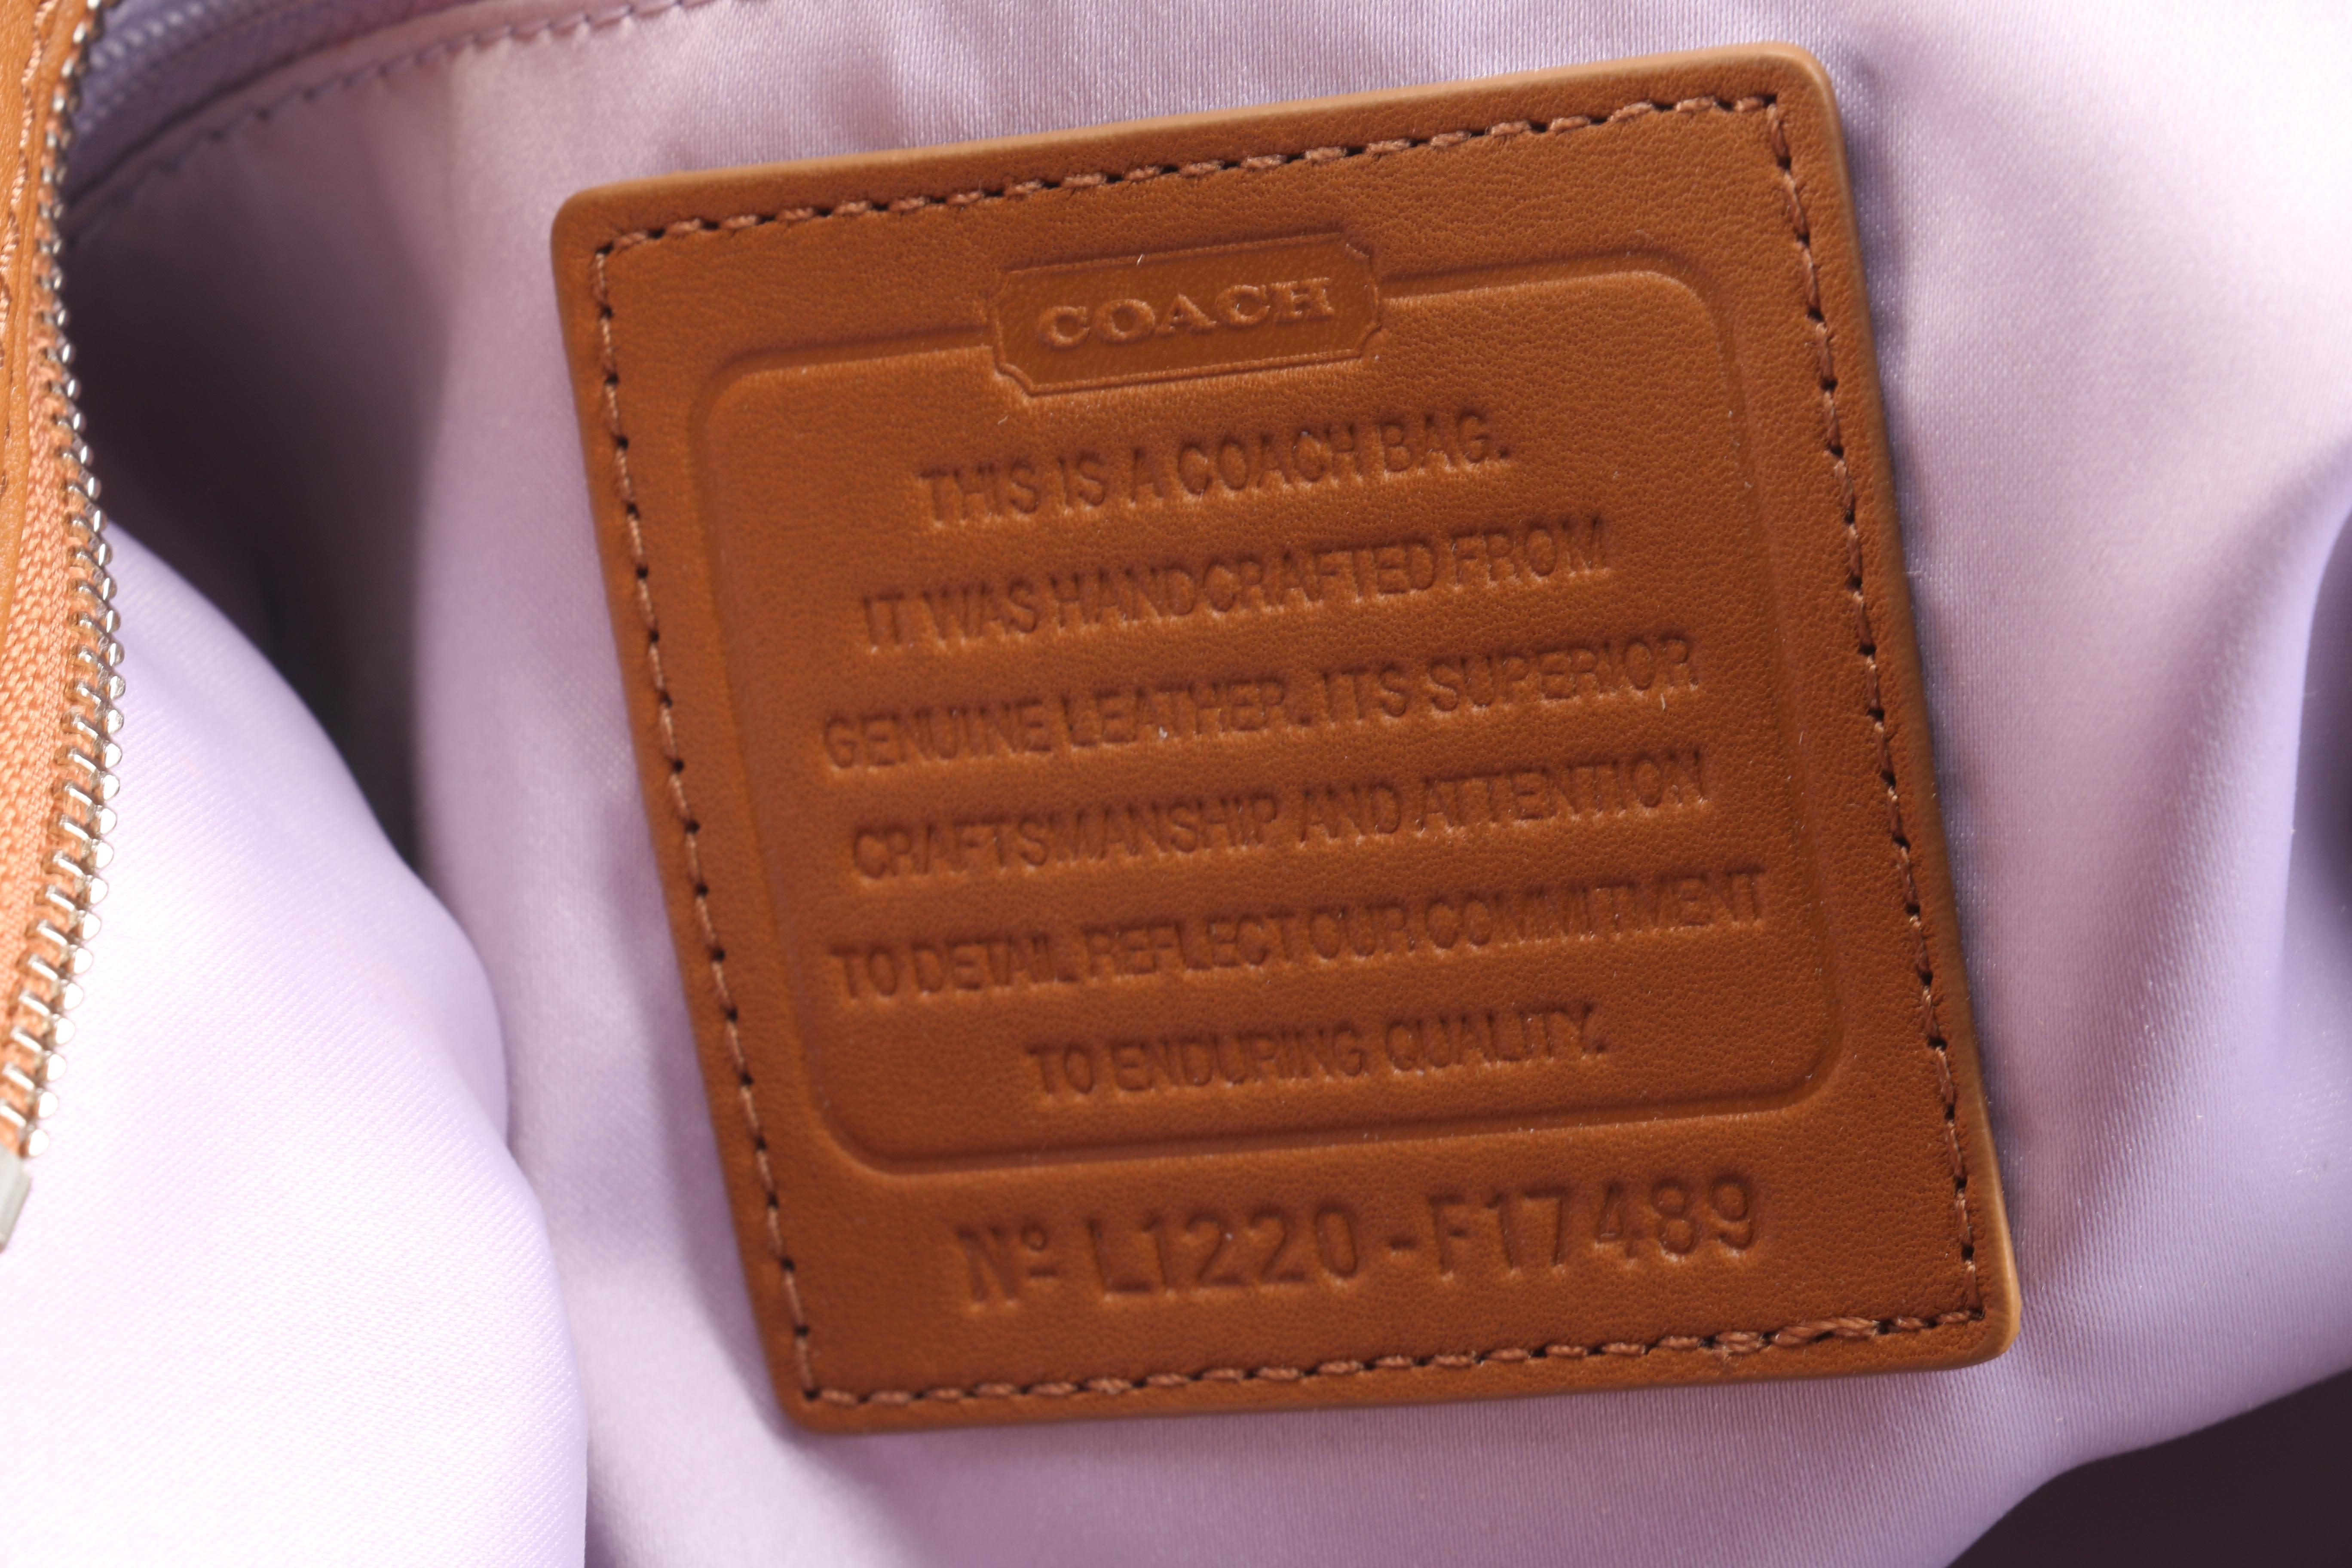 COACH
THIS IS A COACH BAG.
IT WAS HANDCRAFTED FROM
GENUINE LEATHER. ITS SUPERIOR
CRAFTSMANSHIP AND ATTENTION
TO DETAIL REFLECT OUR COMMITMENT
TO ENDURING QUALITY.
Nº L1220-F17489